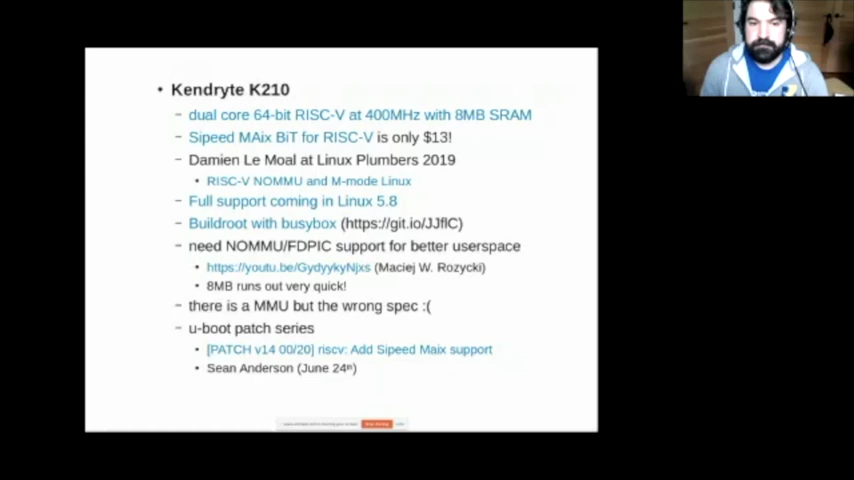 • Kendryte K210
– dual core 64-bit RISC-V at 400MHz with 8MB SRAM
– Sipeed MAix BiT for RISC-V is only $13!
– Damien Le Moal at Linux Plumbers 2019
• RISC-V NOMMU and M-mode Linux
– Full support coming in Linux 5.8
– Buildroot with busybox (https://git.io/JJflC)
– need NOMMU/FDPIC support for better userspace
• https://youtu.be/GydyykyNjxs (Maciej W. Rozycki)
• 8MB runs out very quick!
– there is a MMU but the wrong spec :(
– u-boot patch series
• [PATCH v14 00/20] riscv: Add Sipeed Maix support
• Sean Anderson (June 24th)